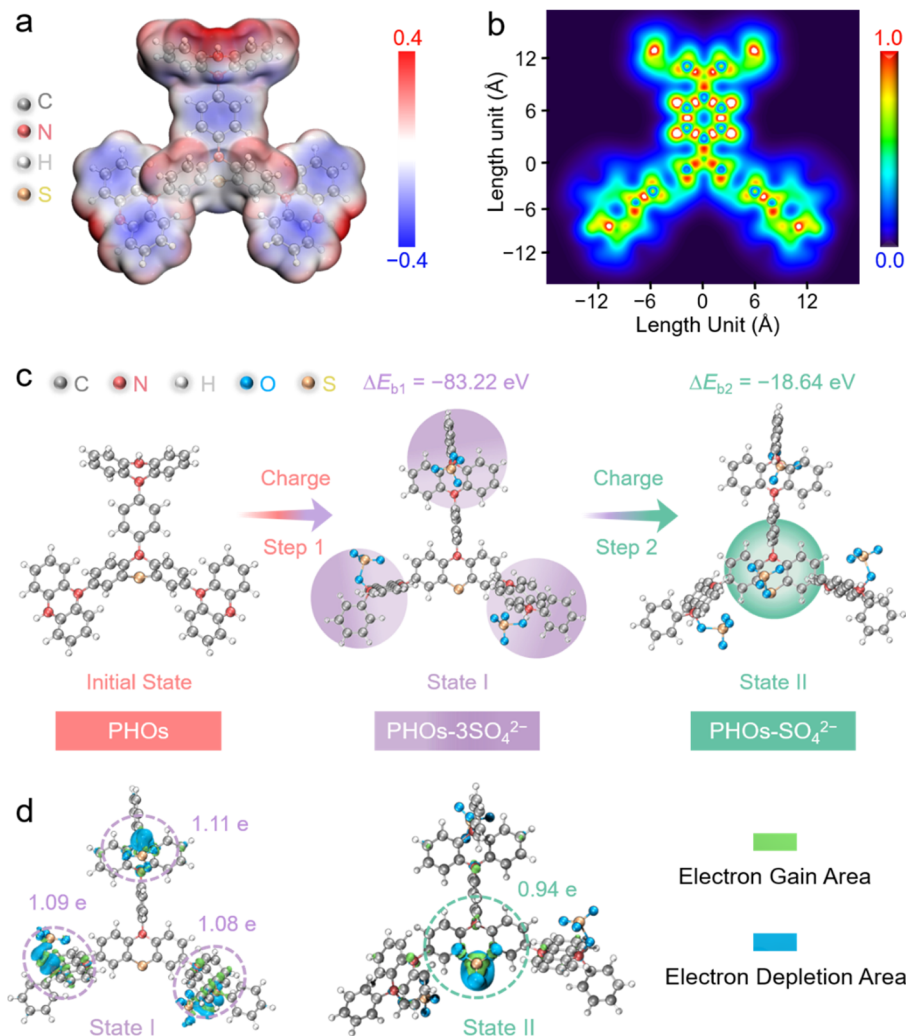 a
0.4
−0.4
C
N
H
S
b
Length unit (Å)
12
6
0
−6
−12
−12 −6 0 6 12
Length Unit (Å)
1.0
0.0
c
C N H O S
ΔEb1 = −83.22 eV
ΔEb2 = −18.64 eV
Charge
Step 1
Charge
Step 2
Initial State
State I
State II
PHOs
PHOs-3SO₄²⁻
PHOs-SO₄²⁻
d
1.11 e
1.09 e
1.08 e
State I
0.94 e
State II
Electron Gain Area
Electron Depletion Area